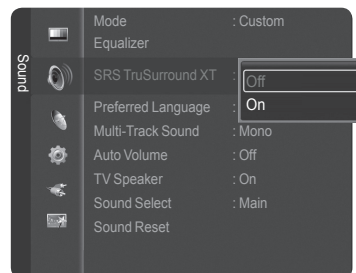 Sound
Mode : Custom
Equalizer
SRS TruSurround XT :
Off
On
Preferred Language :
Multi-Track Sound : Mono
Auto Volume : Off
TV Speaker : On
Sound Select : Main
Sound Reset